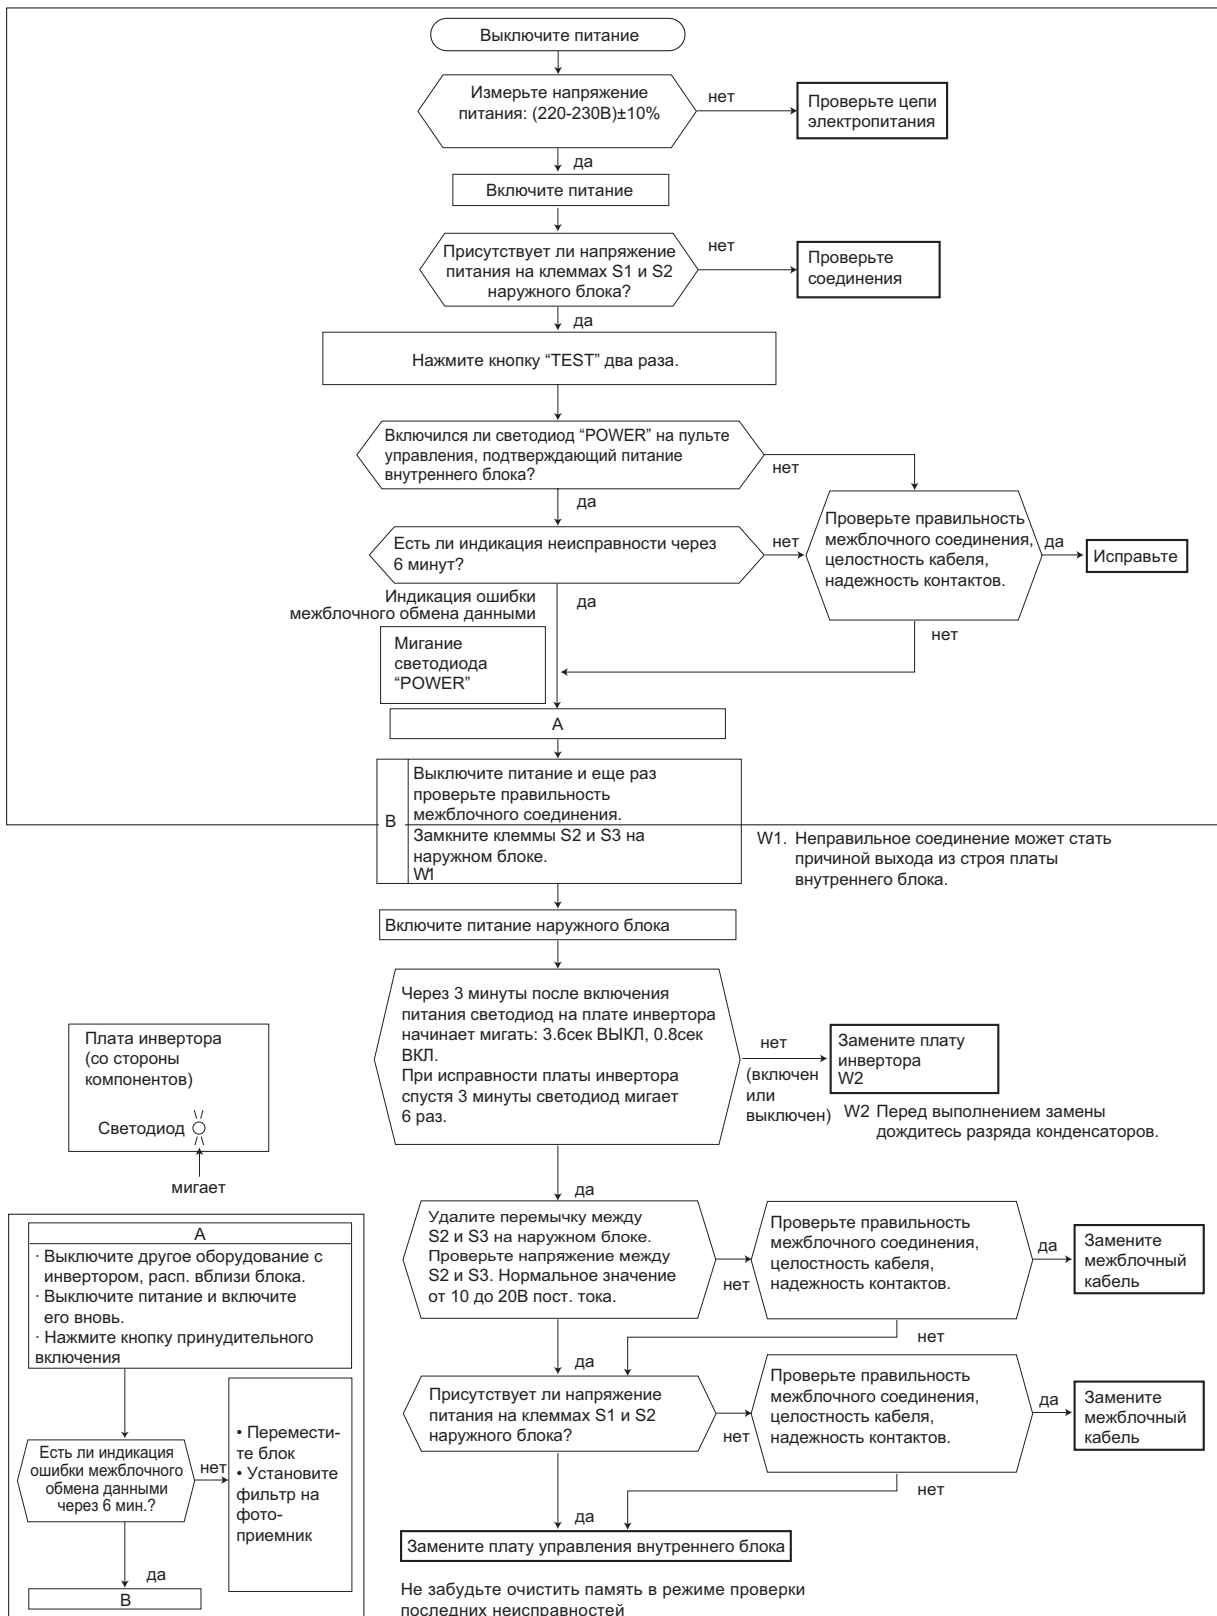 Выключите питание
Измерьте напряжение
питания: (220-230В)±10%
нет
Проверьте цепи
электропитания
да
Включите питание
Присутствует ли напряжение
питания на клеммах S1 и S2
наружного блока?
нет
Проверьте
соединения
да
Нажмите кнопку “TEST” два раза.
Включился ли светодиод “POWER” на пульте
управления, подтверждающий питание
внутреннего блока?
нет
да
Есть ли индикация неисправности через
6 минут?
нет
Проверьте правильность
межблочного соединения,
целостность кабеля,
надежность контактов.
да
Исправьте
Индикация ошибки
межблочного обмена данными
да
нет
Мигание
светодиода
“POWER”
A
B
Выключите питание и еще раз
проверьте правильность
межблочного соединения.
Замкните клеммы S2 и S3 на
наружном блоке.
W1
W1. Неправильное соединение может стать
причиной выхода из строя платы
внутреннего блока.
Включите питание наружного блока
Через 3 минуты после включения
питания светодиод на плате инвертора
начинает мигать: 3.6сек ВЫКЛ, 0.8сек
ВКЛ.
При исправности платы инвертора
спустя 3 минуты светодиод мигает
6 раз.
нет
(включен
или
выключен)
Замените плату
инвертора
W2
W2 Перед выполнением замены
дождитесь разряда конденсаторов.
Плата инвертора
(со стороны
компонентов)
Светодиод
мигает
да
Удалите перемычку между
S2 и S3 на наружном блоке.
Проверьте напряжение между
S2 и S3. Нормальное значение
от 10 до 20В пост. тока.
нет
Проверьте правильность
межблочного соединения,
целостность кабеля,
надежность контактов.
да
Замените
межблочный
кабель
нет
да
Присутствует ли напряжение
питания на клеммах S1 и S2
наружного блока?
нет
Проверьте правильность
межблочного соединения,
целостность кабеля,
надежность контактов.
да
Замените
межблочный
кабель
нет
да
Замените плату управления внутреннего блока
Не забудьте очистить память в режиме проверки
последних неисправностей
A
· Выключите другое оборудование с
инвертором, расп. вблизи блока.
· Выключите питание и включите
его вновь.
· Нажмите кнопку принудительного
включения
Есть ли индикация
ошибки межблочного
обмена данными
через 6 мин.?
нет
• Перемести-
те блок
• Установите
фильтр на
фото-
приемник
да
B